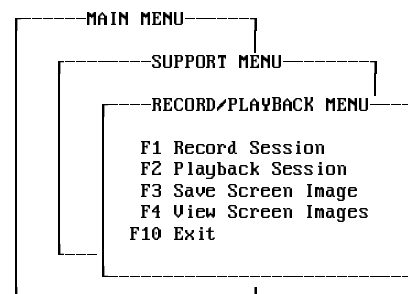 MAIN MENU
SUPPORT MENU
RECORD/PLAYBACK MENU
F1 Record Session
F2 Playback Session
F3 Save Screen Image
F4 View Screen Images
F10 Exit